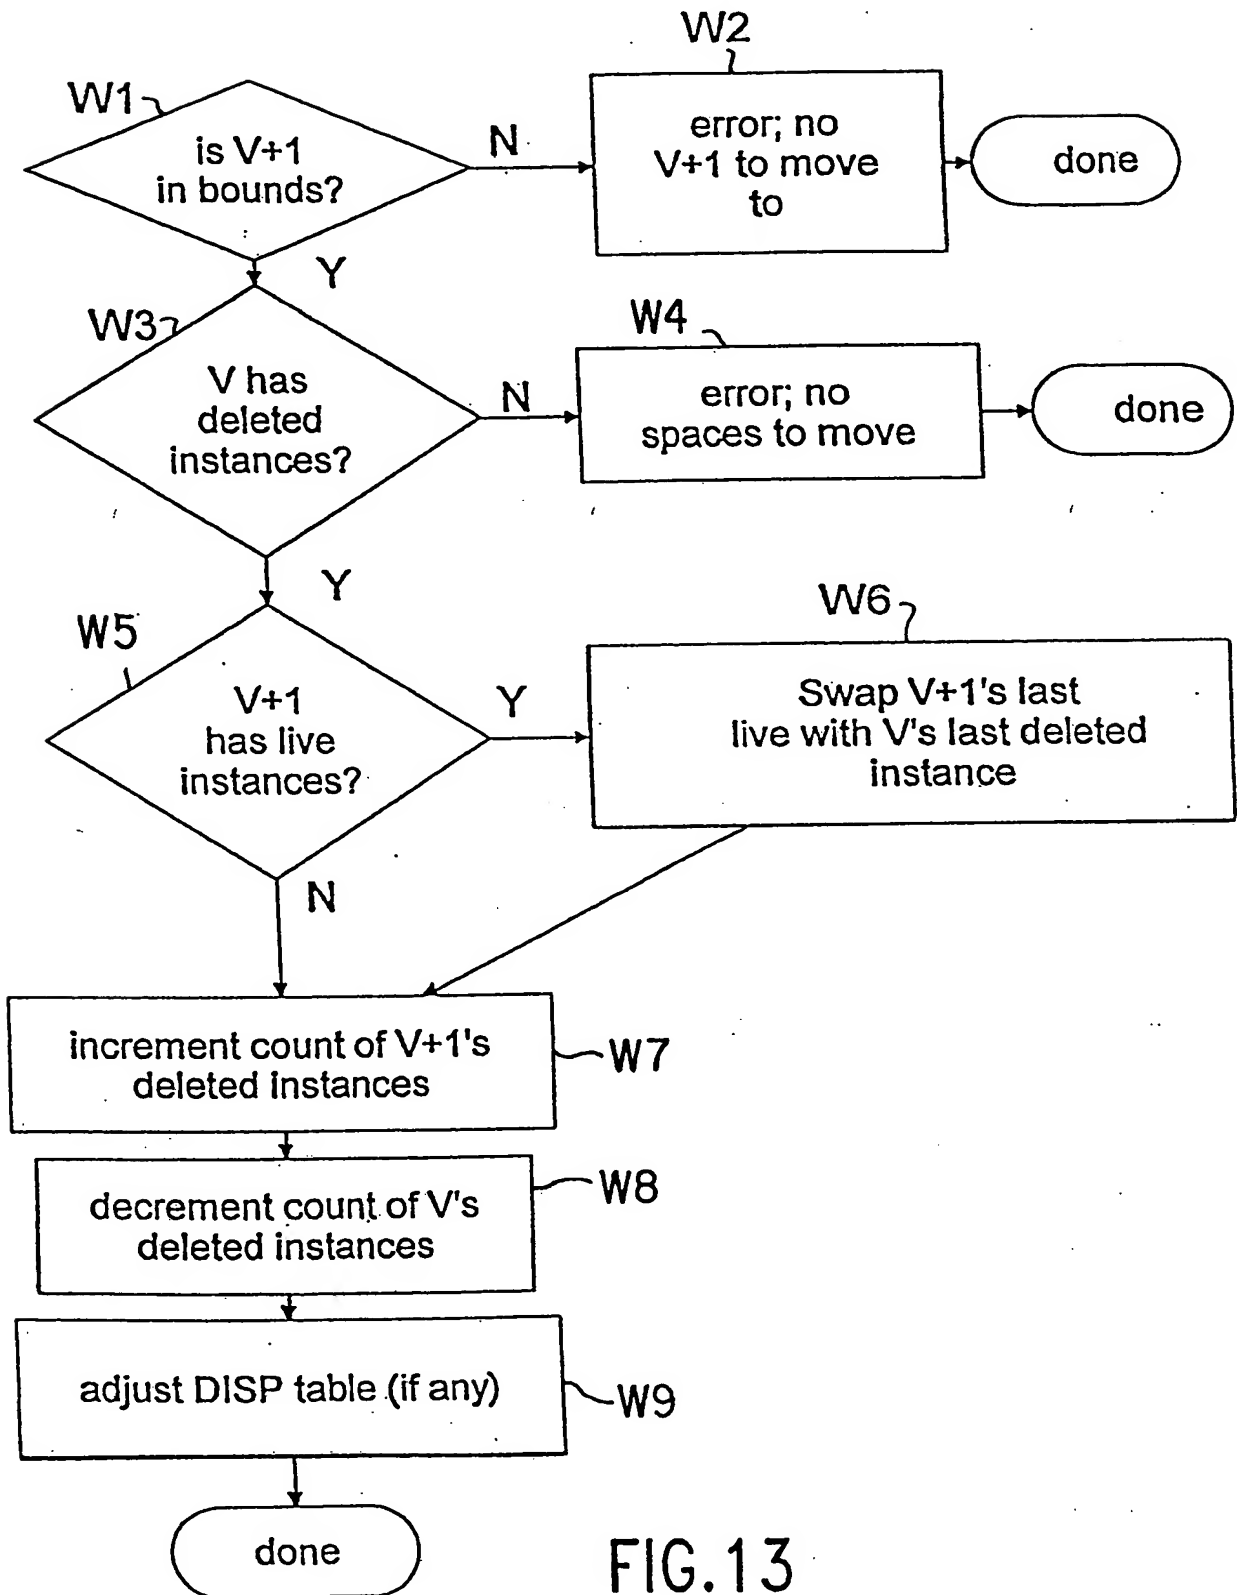 W1
is V+1
in bounds?
N
W2
error; no
V+1 to move
to
done
Y
W3
V has
deleted
instances?
N
W4
error; no
spaces to move
done
Y
W5
V+1
has live
instances?
Y
W6
Swap V+1's last
live with V's last deleted
instance
N
increment count of V+1's
deleted instances
W7
decrement count of V's
deleted instances
W8
adjust DISP table (if any)
W9
done
FIG.13